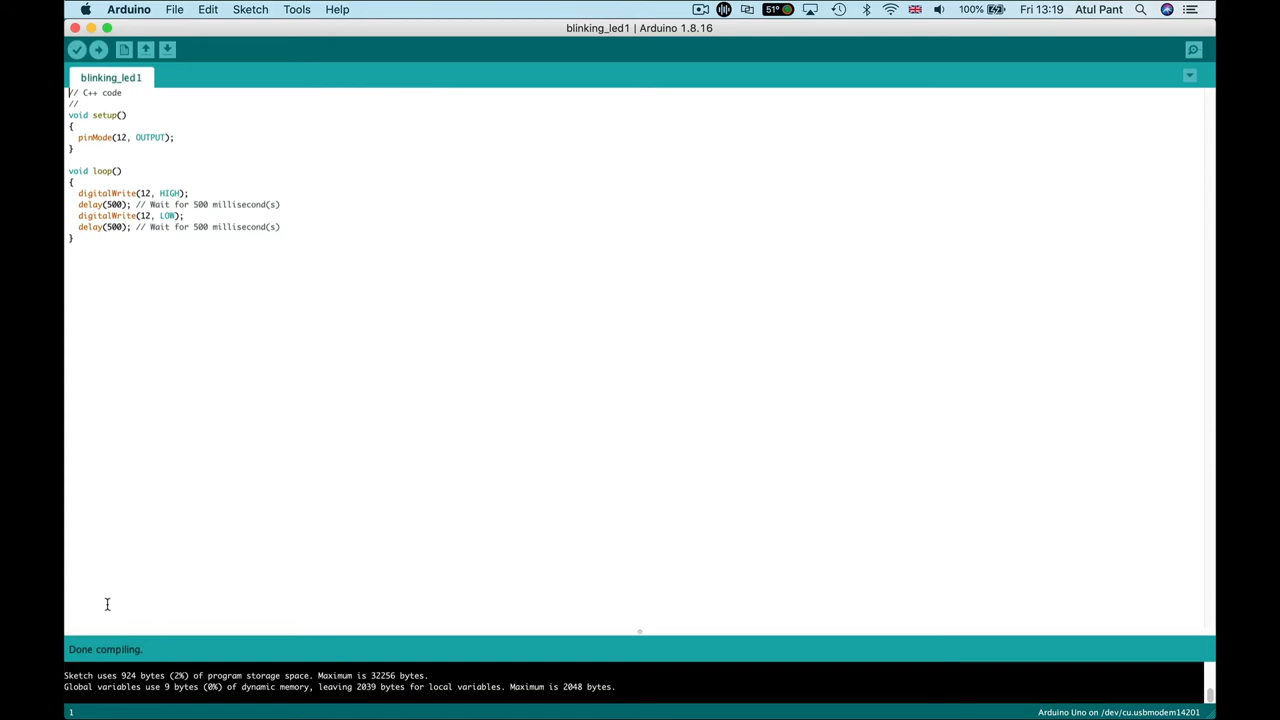 Arduino File Edit Sketch Tools Help 51° 100% Fri 13:19 Atul Pant
blinking_led1 | Arduino 1.8.16
blinking_led1
// C++ code
//
void setup()
{
  pinMode(12, OUTPUT);
}
void loop()
{
  digitalWrite(12, HIGH);
  delay(500); // Wait for 500 millisecond(s)
  digitalWrite(12, LOW);
  delay(500); // Wait for 500 millisecond(s)
}
Done compiling.
Sketch uses 924 bytes (2%) of program storage space. Maximum is 32256 bytes.
Global variables use 9 bytes (0%) of dynamic memory, leaving 2039 bytes for local variables. Maximum is 2048 bytes.
1 Arduino Uno on /dev/cu.usbmodem14201